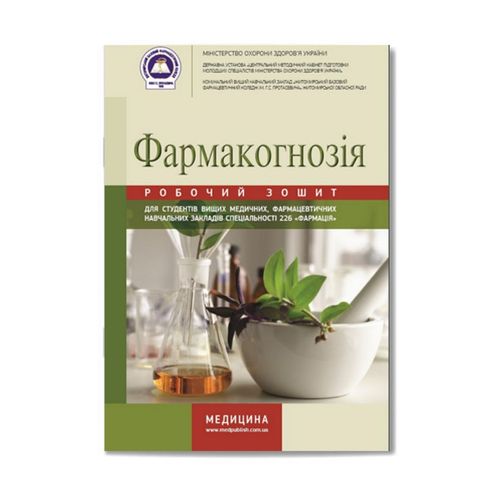 МІНІСТЕРСТВО ОХОРОНИ ЗДОРОВ'Я УКРАЇНИ
ДЕРЖАВНА УСТАНОВА «ЦЕНТРАЛЬНИЙ МЕТОДИЧНИЙ КАБІНЕТ ПІДГОТОВКИ
МОЛОДШИХ СПЕЦІАЛІСТІВ МІНІСТЕРСТВА ОХОРОНИ ЗДОРОВ'Я УКРАЇНИ»
КОМУНАЛЬНИЙ ВИЩИЙ НАВЧАЛЬНИЙ ЗАКЛАД «ЖИТОМИРСЬКИЙ БАЗОВИЙ
ФАРМАЦЕВТИЧНИЙ КОЛЕДЖ ІМ. Г.С. ПРОТАСЕВИЧА» ЖИТОМИРСЬКОЇ ОБЛАСНОЇ РАДИ
Фармакогнозія
РОБОЧИЙ ЗОШИТ
ДЛЯ СТУДЕНТІВ ВИЩИХ МЕДИЧНИХ, ФАРМАЦЕВТИЧНИХ
НАВЧАЛЬНИХ ЗАКЛАДІВ СПЕЦІАЛЬНОСТІ 226 «ФАРМАЦІЯ»
МЕДИЦИНА
www.medpublish.com.ua